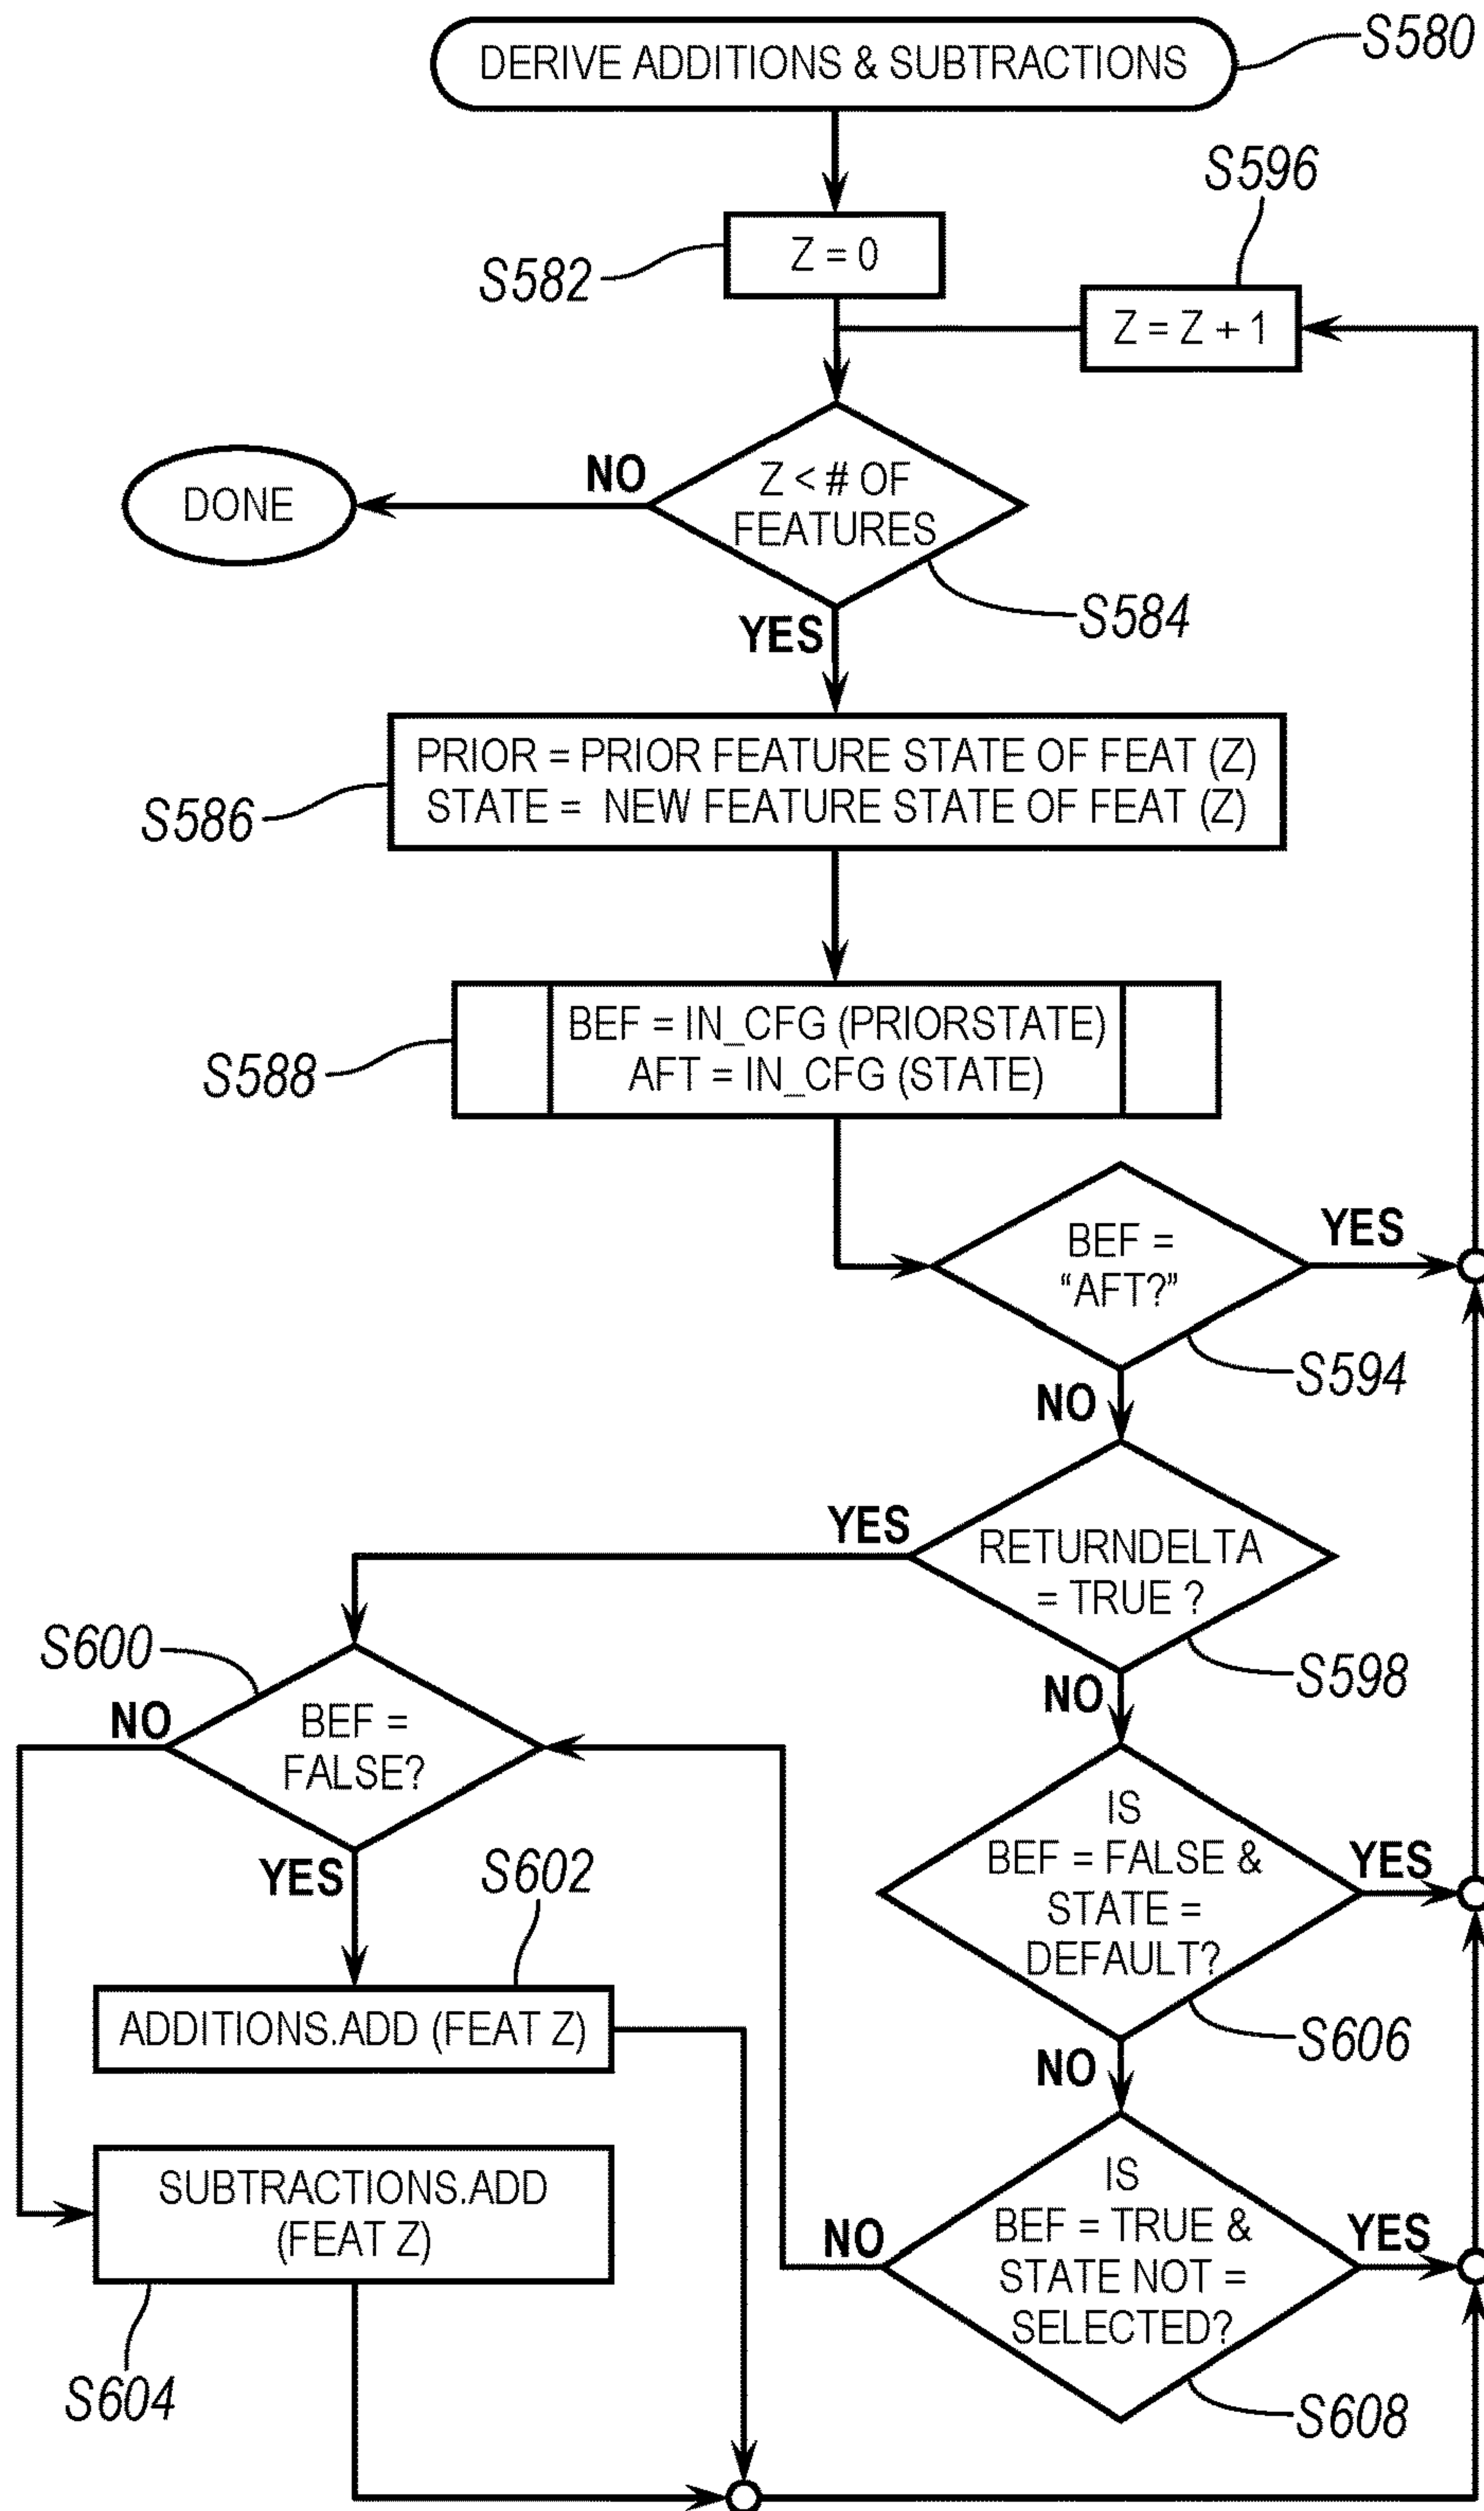 DERIVE ADDITIONS & SUBTRACTIONS
S580
S596
Z = 0
S582
Z = Z + 1
NO
Z < # OF
FEATURES
DONE
S584
YES
PRIOR = PRIOR FEATURE STATE OF FEAT (Z)
STATE = NEW FEATURE STATE OF FEAT (Z)
S586
BEF = IN_CFG (PRIORSTATE)
AFT = IN_CFG (STATE)
S588
BEF =
"AFT?"
YES
S594
NO
YES
RETURNDELTA
= TRUE ?
S598
NO
S600
NO
BEF =
FALSE?
YES
IS
BEF = FALSE &
STATE =
DEFAULT?
YES
S606
NO
S602
ADDITIONS.ADD (FEAT Z)
SUBTRACTIONS.ADD
(FEAT Z)
S604
NO
IS
BEF = TRUE &
STATE NOT =
SELECTED?
YES
S608